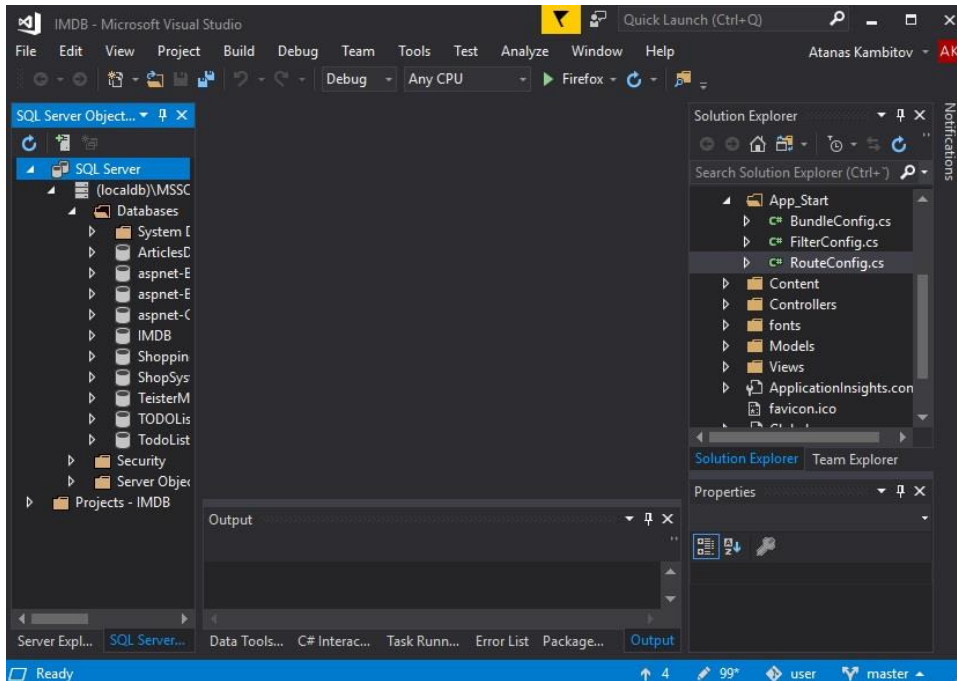 IMDB - Microsoft Visual Studio
Quick Launch (Ctrl+Q)
File Edit View Project Build Debug Team Tools Test Analyze Window Help
Atanas Kambitov
AK
Debug
Any CPU
Firefox
SQL Server Object...
SQL Server
(localdb)\MSSC
Databases
System D
ArticlesD
aspnet-E
aspnet-E
aspnet-C
IMDB
Shoppin
ShopSys
TeisterM
TODOLis
TodoList
Security
Server Objec
Projects - IMDB
Server Expl...
SQL Server...
Output
Data Tools...
C# Interac...
Task Runn...
Error List
Package...
Output
Solution Explorer
Search Solution Explorer (Ctrl+
App_Start
C# BundleConfig.cs
C# FilterConfig.cs
C# RouteConfig.cs
Content
Controllers
fonts
Models
Views
ApplicationInsights.con
favicon.ico
Solution Explorer
Team Explorer
Properties
Notifications
Ready
4
99*
user
master